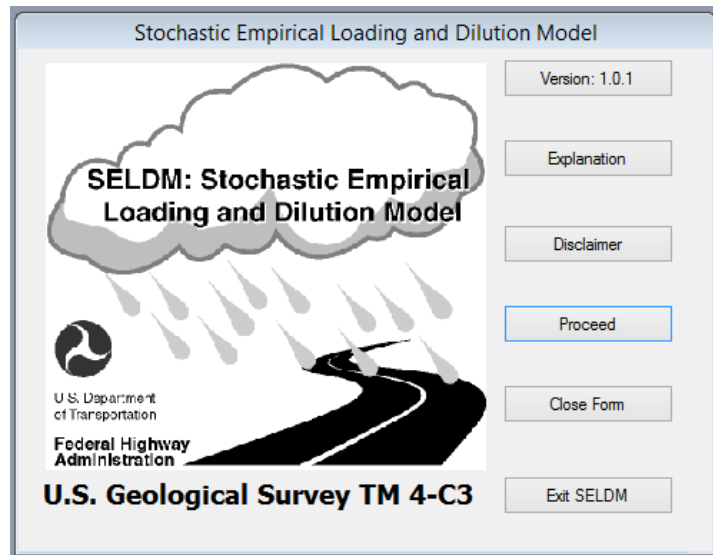 Stochastic Empirical Loading and Dilution Model
SELDM: Stochastic Empirical
Loading and Dilution Model
U.S. Department
of Transportation
Federal Highway
Administration
U.S. Geological Survey TM 4-C3
Version: 1.0.1
Explanation
Disclaimer
Proceed
Close Form
Exit SELDM